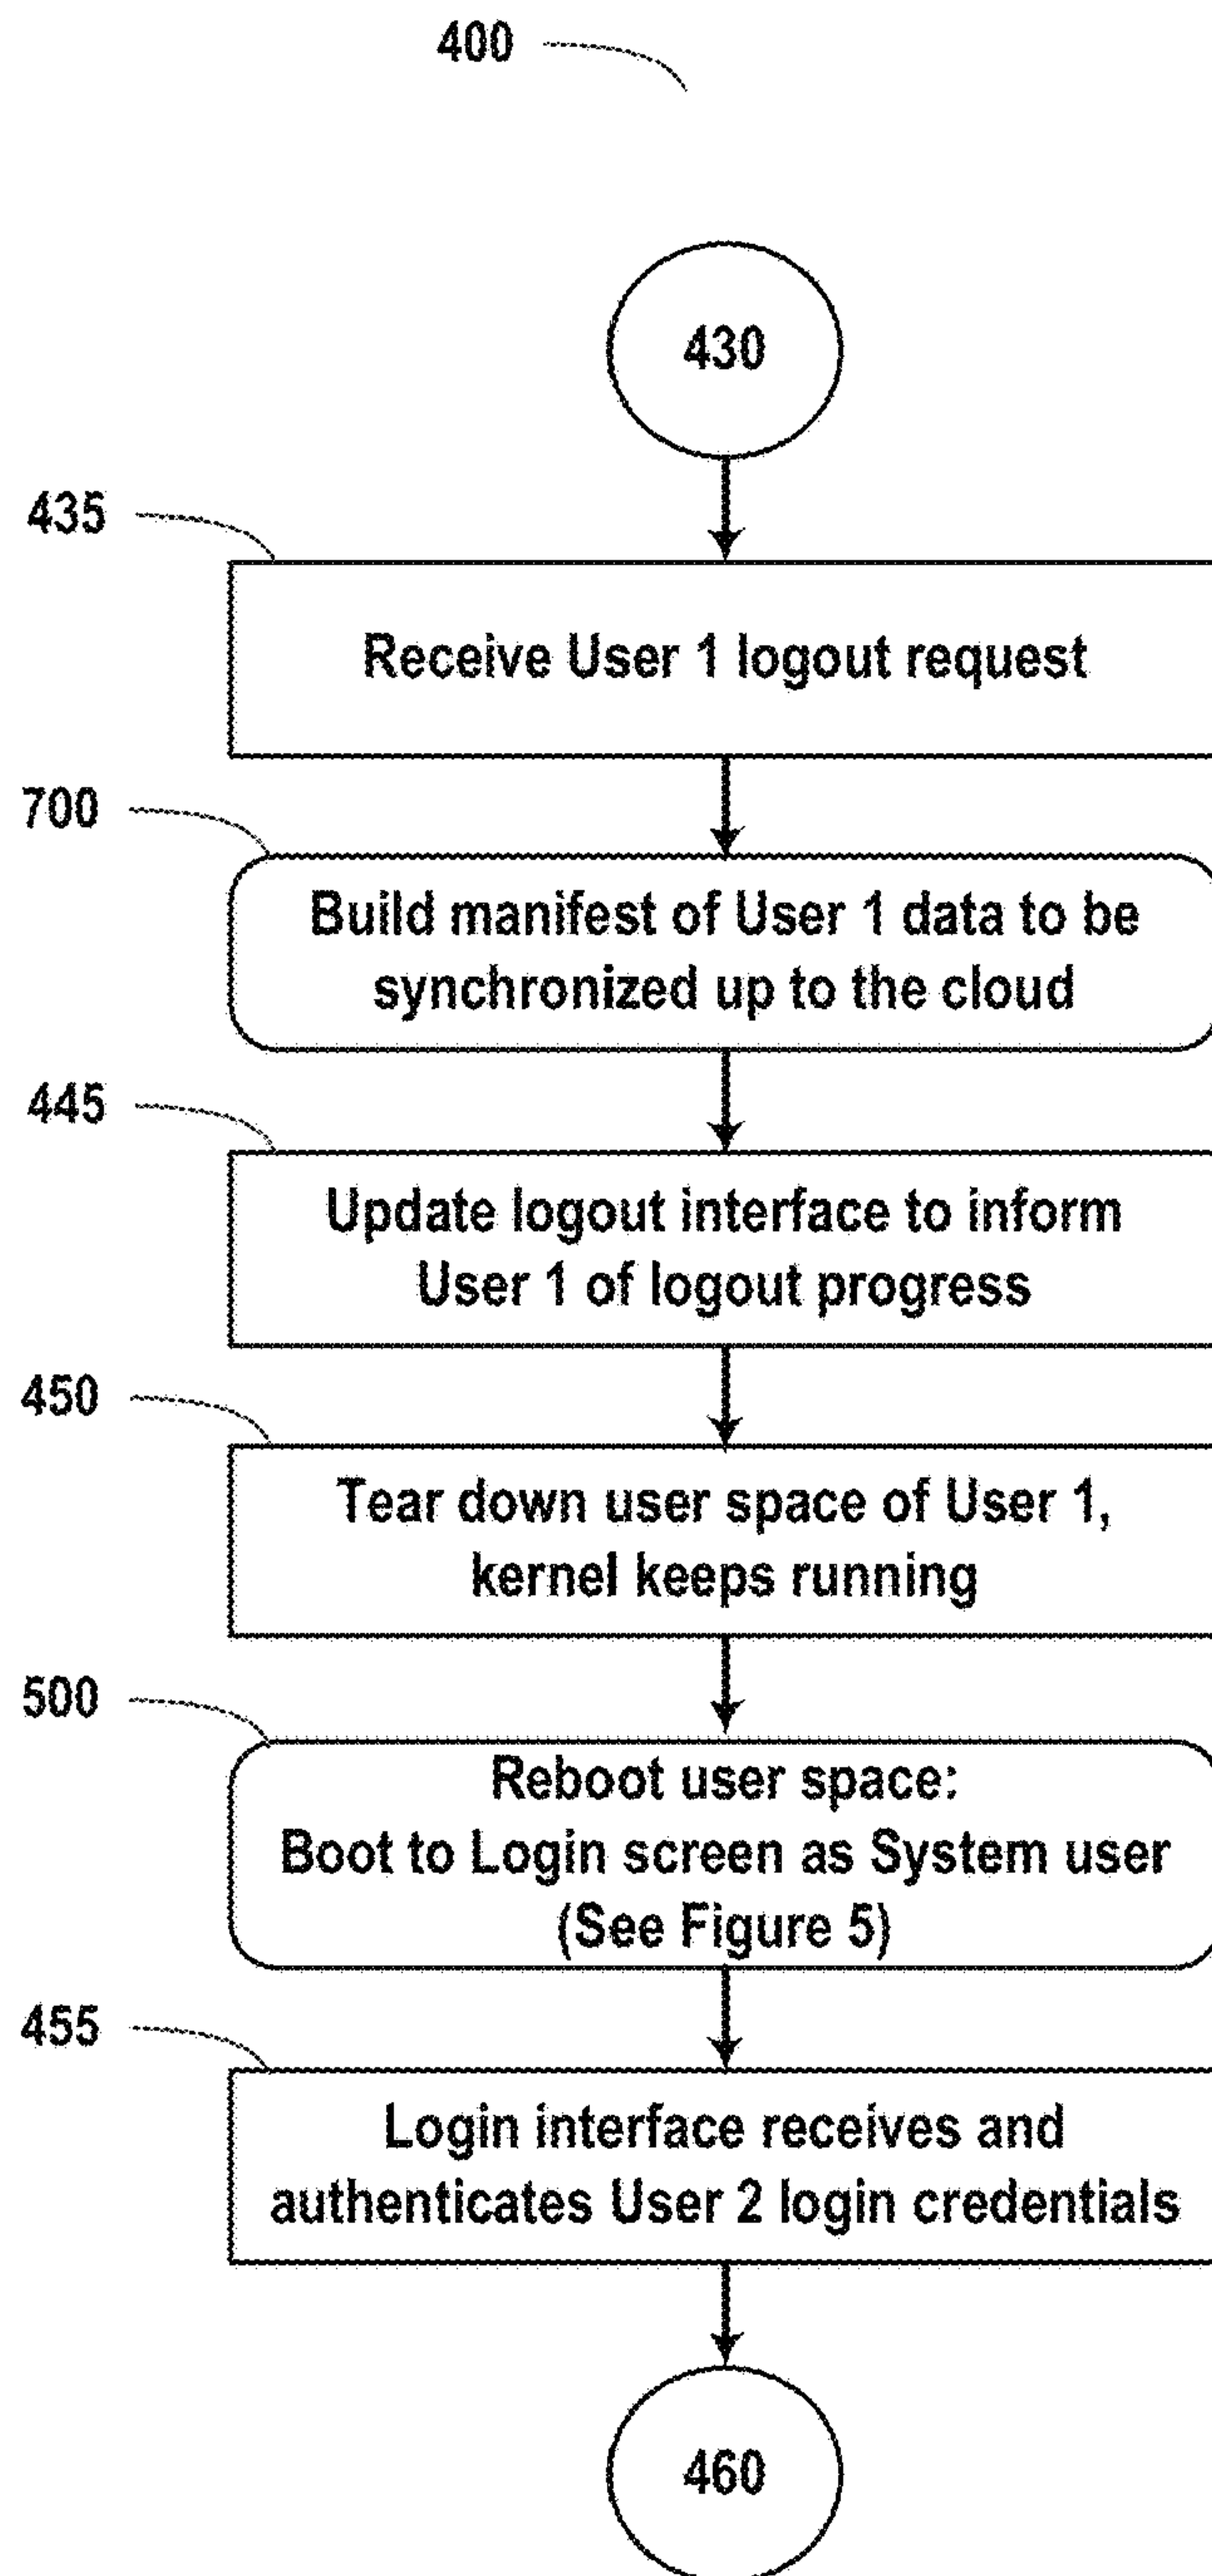 400
430
435
Receive User 1 logout request
700
Build manifest of User 1 data to be
synchronized up to the cloud
445
Update logout interface to inform
User 1 of logout progress
450
Tear down user space of User 1,
kernel keeps running
500
Reboot user space:
Boot to Login screen as System user
(See Figure 5)
455
Login interface receives and
authenticates User 2 login credentials
460